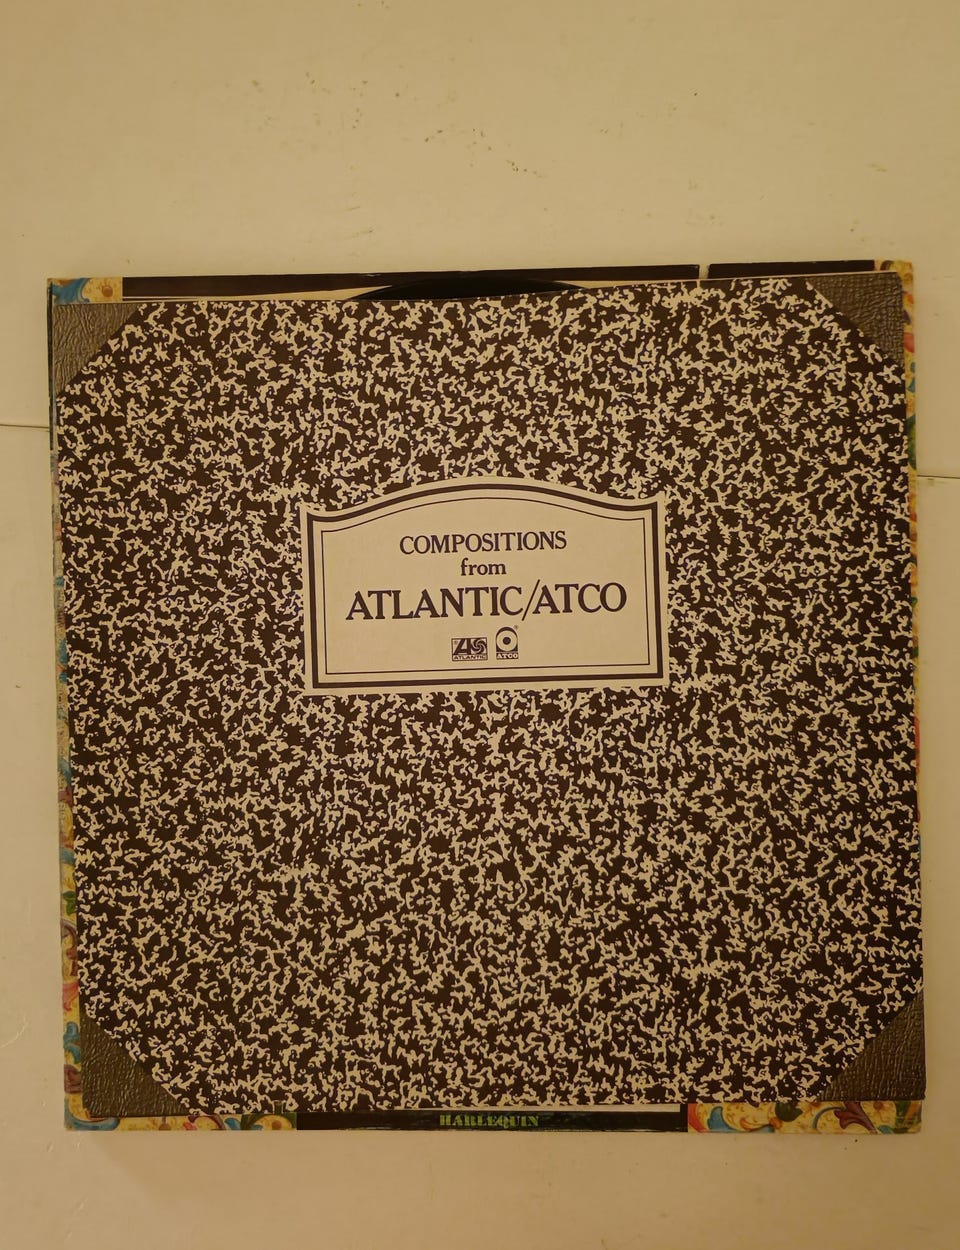 COMPOSITIONS
from
ATLANTIC/ATCO
ATLANTIC ATCO
HARLEQUIN